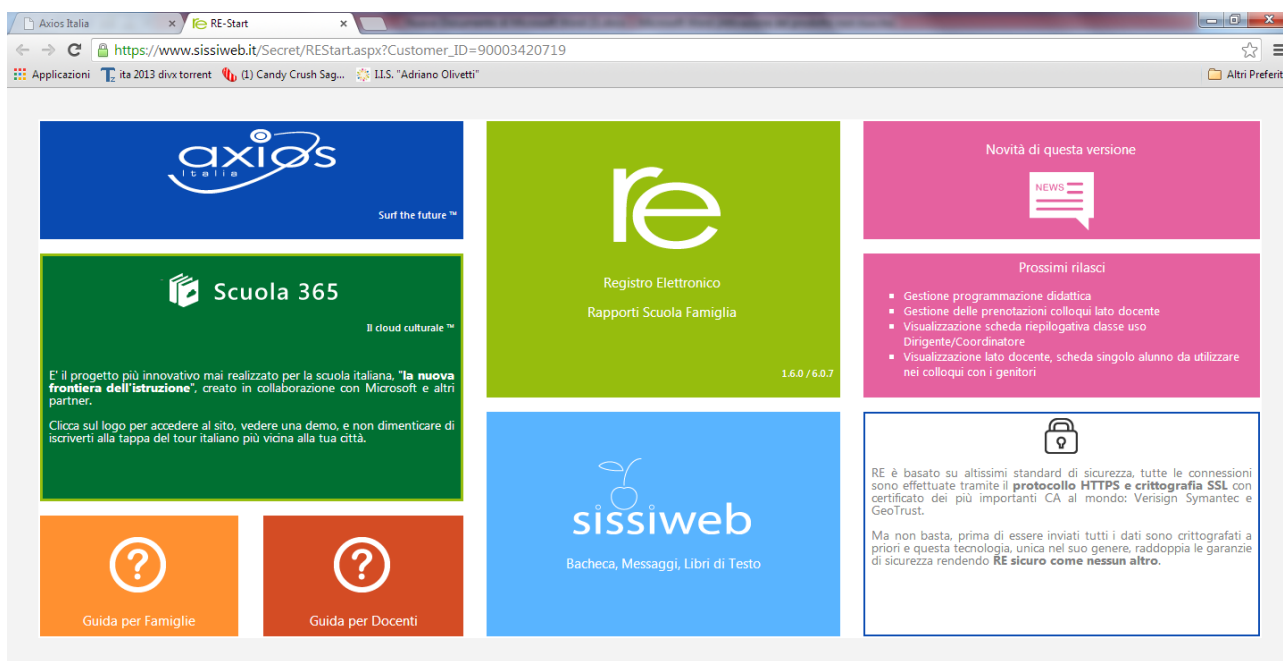 Axios Italia
RE-Start
https://www.sissiweb.it/Secret/REStart.aspx?Customer_ID=90003420719
Applicazioni
ita 2013 divx torrent
(1) Candy Crush Sag...
I.I.S. "Adriano Olivetti"
Altri Preferit
axios
Italia
Surf the future ™
Scuola 365
Il cloud culturale ™
E' il progetto più innovativo mai realizzato per la scuola italiana, "la nuova
frontiera dell'istruzione", creato in collaborazione con Microsoft e altri
partner.
Clicca sul logo per accedere al sito, vedere una demo, e non dimenticare di
iscriverti alla tappa del tour italiano più vicina alla tua città.
Guida per Famiglie
Guida per Docenti
re
Registro Elettronico
Rapporti Scuola Famiglia
1.6.0 / 6.0.7
sissiweb
Bacheca, Messaggi, Libri di Testo
Novità di questa versione
NEWS
Prossimi rilasci
Gestione programmazione didattica
Gestione delle prenotazioni colloqui lato docente
Visualizzazione scheda riepilogativa classe uso
Dirigente/Coordinatore
Visualizzazione lato docente, scheda singolo alunno da utilizzare
nei colloqui con i genitori
RE è basato su altissimi standard di sicurezza, tutte le connessioni
sono effettuate tramite il protocollo HTTPS e crittografia SSL con
certificato dei più importanti CA al mondo: Verisign Symantec e
GeoTrust.
Ma non basta, prima di essere inviati tutti i dati sono crittografati a
priori e questa tecnologia, unica nel suo genere, raddoppia le garanzie
di sicurezza rendendo RE sicuro come nessun altro.